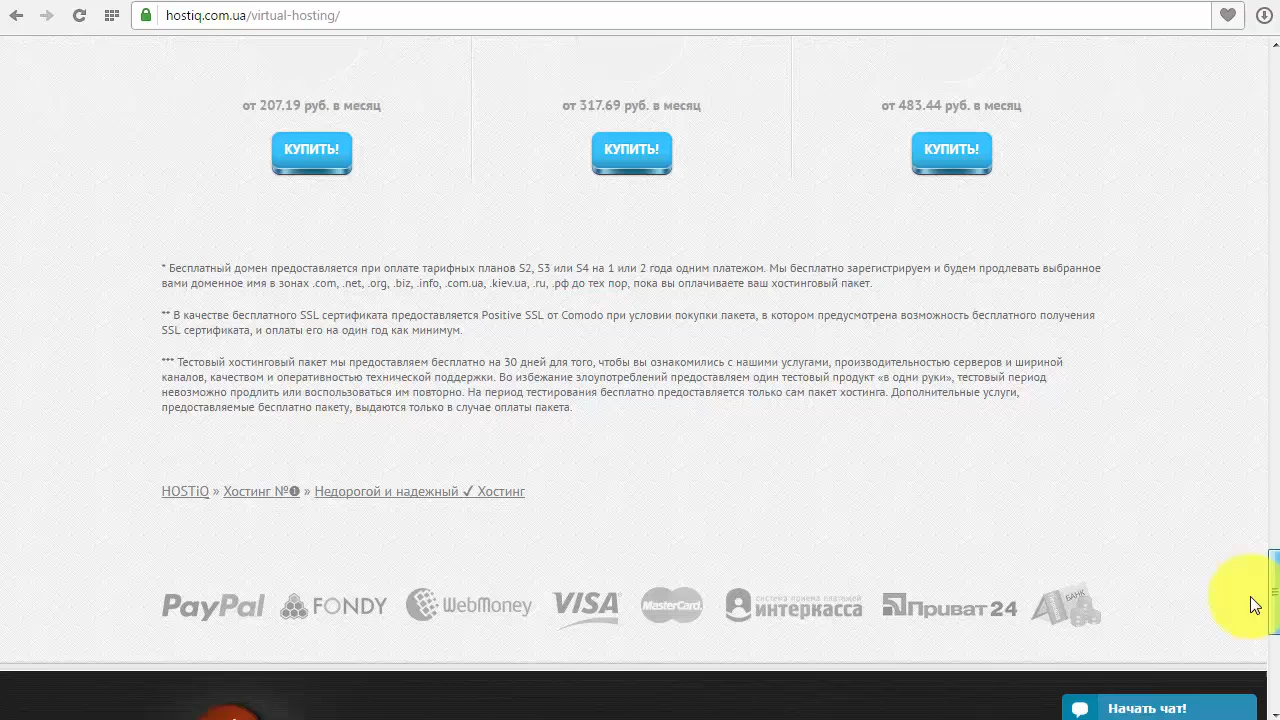 hostiq.com.ua/virtual-hosting/
от 207.19 руб. в месяц
от 317.69 руб. в месяц
от 483.44 руб. в месяц
КУПИТЬ!
КУПИТЬ!
КУПИТЬ!
* Бесплатный домен предоставляется при оплате тарифных планов S2, S3 или S4 на 1 или 2 года одним платежом. Мы бесплатно зарегистрируем и будем продлевать выбранное
вами доменное имя в зонах .com, .net, .org, .biz, .info, .com.ua, .kiev.ua, .ru, .рф до тех пор, пока вы оплачиваете ваш хостинговый пакет.
** В качестве бесплатного SSL сертификата предоставляется Positive SSL от Comodo при условии покупки пакета, в котором предусмотрена возможность бесплатного получения
SSL сертификата, и оплаты его на один год как минимум.
*** Тестовый хостинговый пакет мы предоставляем бесплатно на 30 дней для того, чтобы вы ознакомились с нашими услугами, производительностью серверов и шириной
каналов, качеством и оперативностью технической поддержки. Во избежание злоупотреблений предоставляем один тестовый продукт «в одни руки», тестовый период
невозможно продлить или воспользоваться им повторно. На период тестирования бесплатно предоставляется только сам пакет хостинга. Дополнительные услуги,
предоставляемые бесплатно пакету, выдаются только в случае оплаты пакета.
HOSTiQ » Хостинг №❶ » Недорогой и надежный ✓ Хостинг
PayPal
FONDY
WebMoney
VISA
MasterCard
система приема платежей
интеркасса
Приват 24
БАНК
Начать чат!